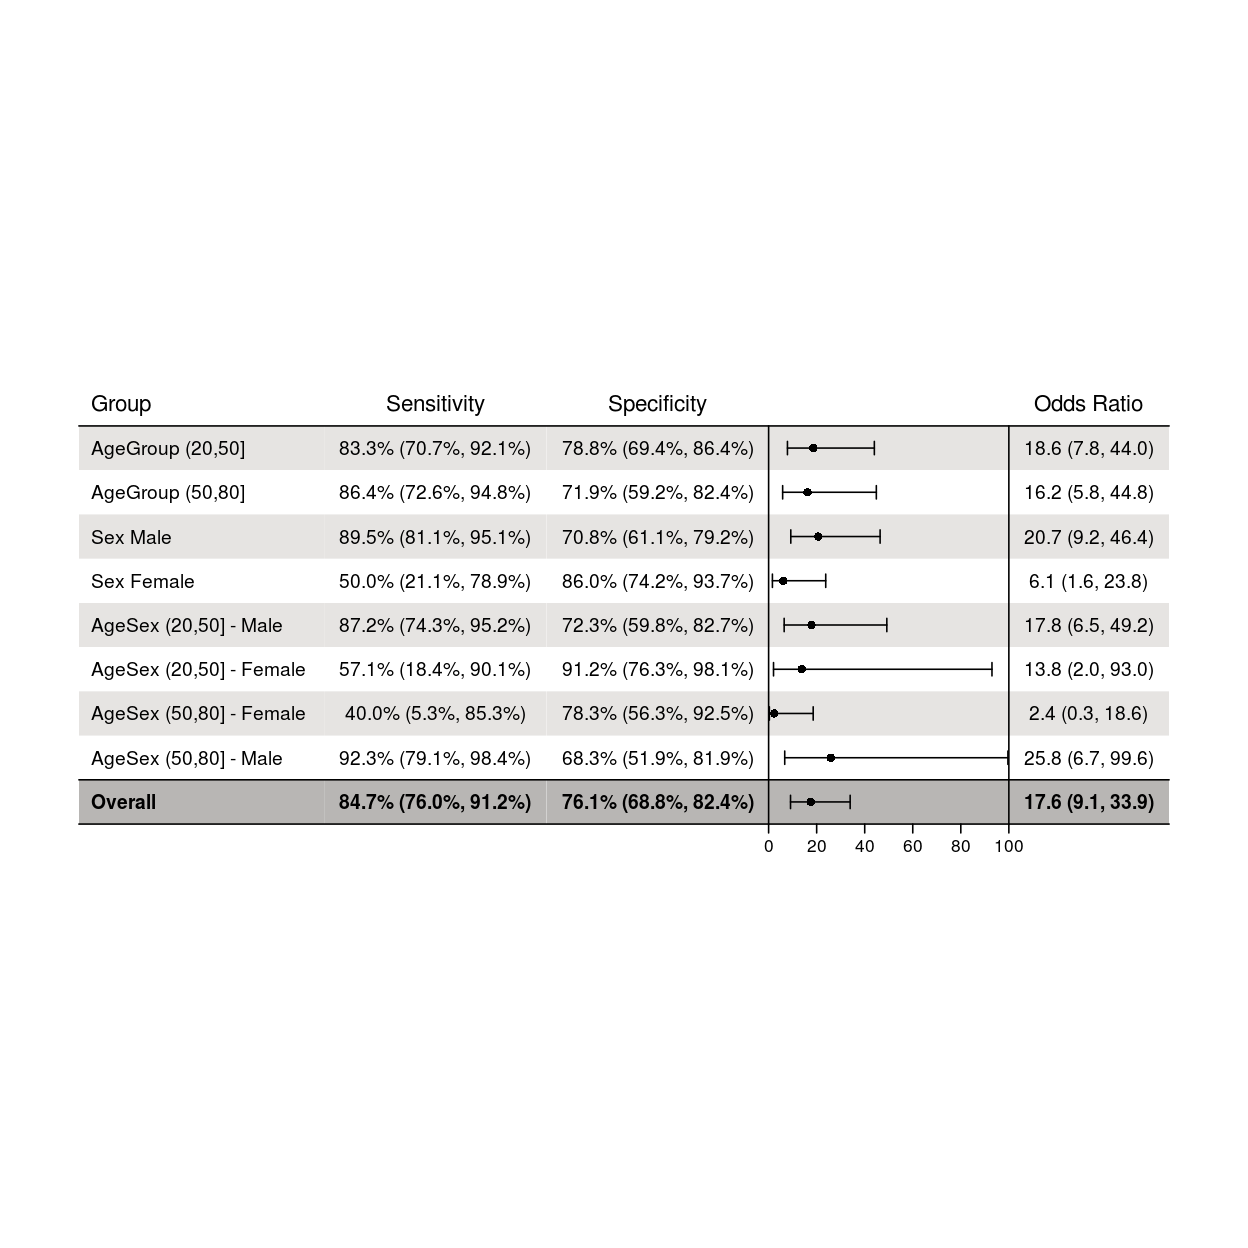 Group Sensitivity Specificity Odds Ratio
AgeGroup (20,50] 83.3% (70.7%, 92.1%) 78.8% (69.4%, 86.4%) 18.6 (7.8, 44.0)
AgeGroup (50,80] 86.4% (72.6%, 94.8%) 71.9% (59.2%, 82.4%) 16.2 (5.8, 44.8)
Sex Male 89.5% (81.1%, 95.1%) 70.8% (61.1%, 79.2%) 20.7 (9.2, 46.4)
Sex Female 50.0% (21.1%, 78.9%) 86.0% (74.2%, 93.7%) 6.1 (1.6, 23.8)
AgeSex (20,50] - Male 87.2% (74.3%, 95.2%) 72.3% (59.8%, 82.7%) 17.8 (6.5, 49.2)
AgeSex (20,50] - Female 57.1% (18.4%, 90.1%) 91.2% (76.3%, 98.1%) 13.8 (2.0, 93.0)
AgeSex (50,80] - Female 40.0% (5.3%, 85.3%) 78.3% (56.3%, 92.5%) 2.4 (0.3, 18.6)
AgeSex (50,80] - Male 92.3% (79.1%, 98.4%) 68.3% (51.9%, 81.9%) 25.8 (6.7, 99.6)
Overall 84.7% (76.0%, 91.2%) 76.1% (68.8%, 82.4%) 17.6 (9.1, 33.9)
0 20 40 60 80 100